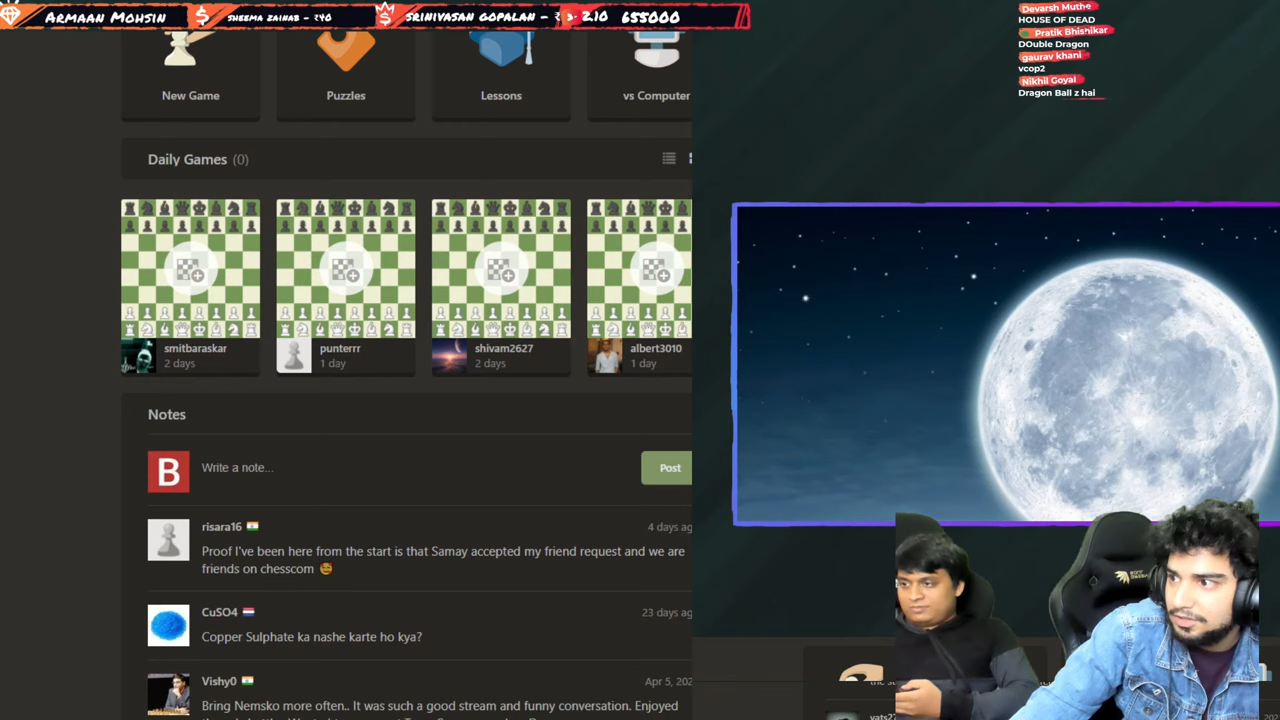 Armaan Mohsin
sheema zainab - ₹40
Srinivasan Gopalan - ₹
2.10
655000
Devarsh Muthe
HOUSE OF DEAD
Pratik Bhishikar
DOuble Dragon
gaurav khani
vcop2
Nikhil Goyal
Dragon Ball z hai
New Game
Puzzles
Lessons
vs Computer
Daily Games (0)
smitbaraskar
2 days
punterrr
1 day
shivam2627
2 days
albert3010
1 day
Notes
B
Write a note...
Post
risara16
4 days ag
Proof I've been here from the start is that Samay accepted my friend request and we are
friends on chesscom
CuSO4
23 days ag
Copper Sulphate ka nashe karte ho kya?
Vishy0
Apr 5, 202
Bring Nemsko more often.. It was such a good stream and funny conversation. Enjoyed